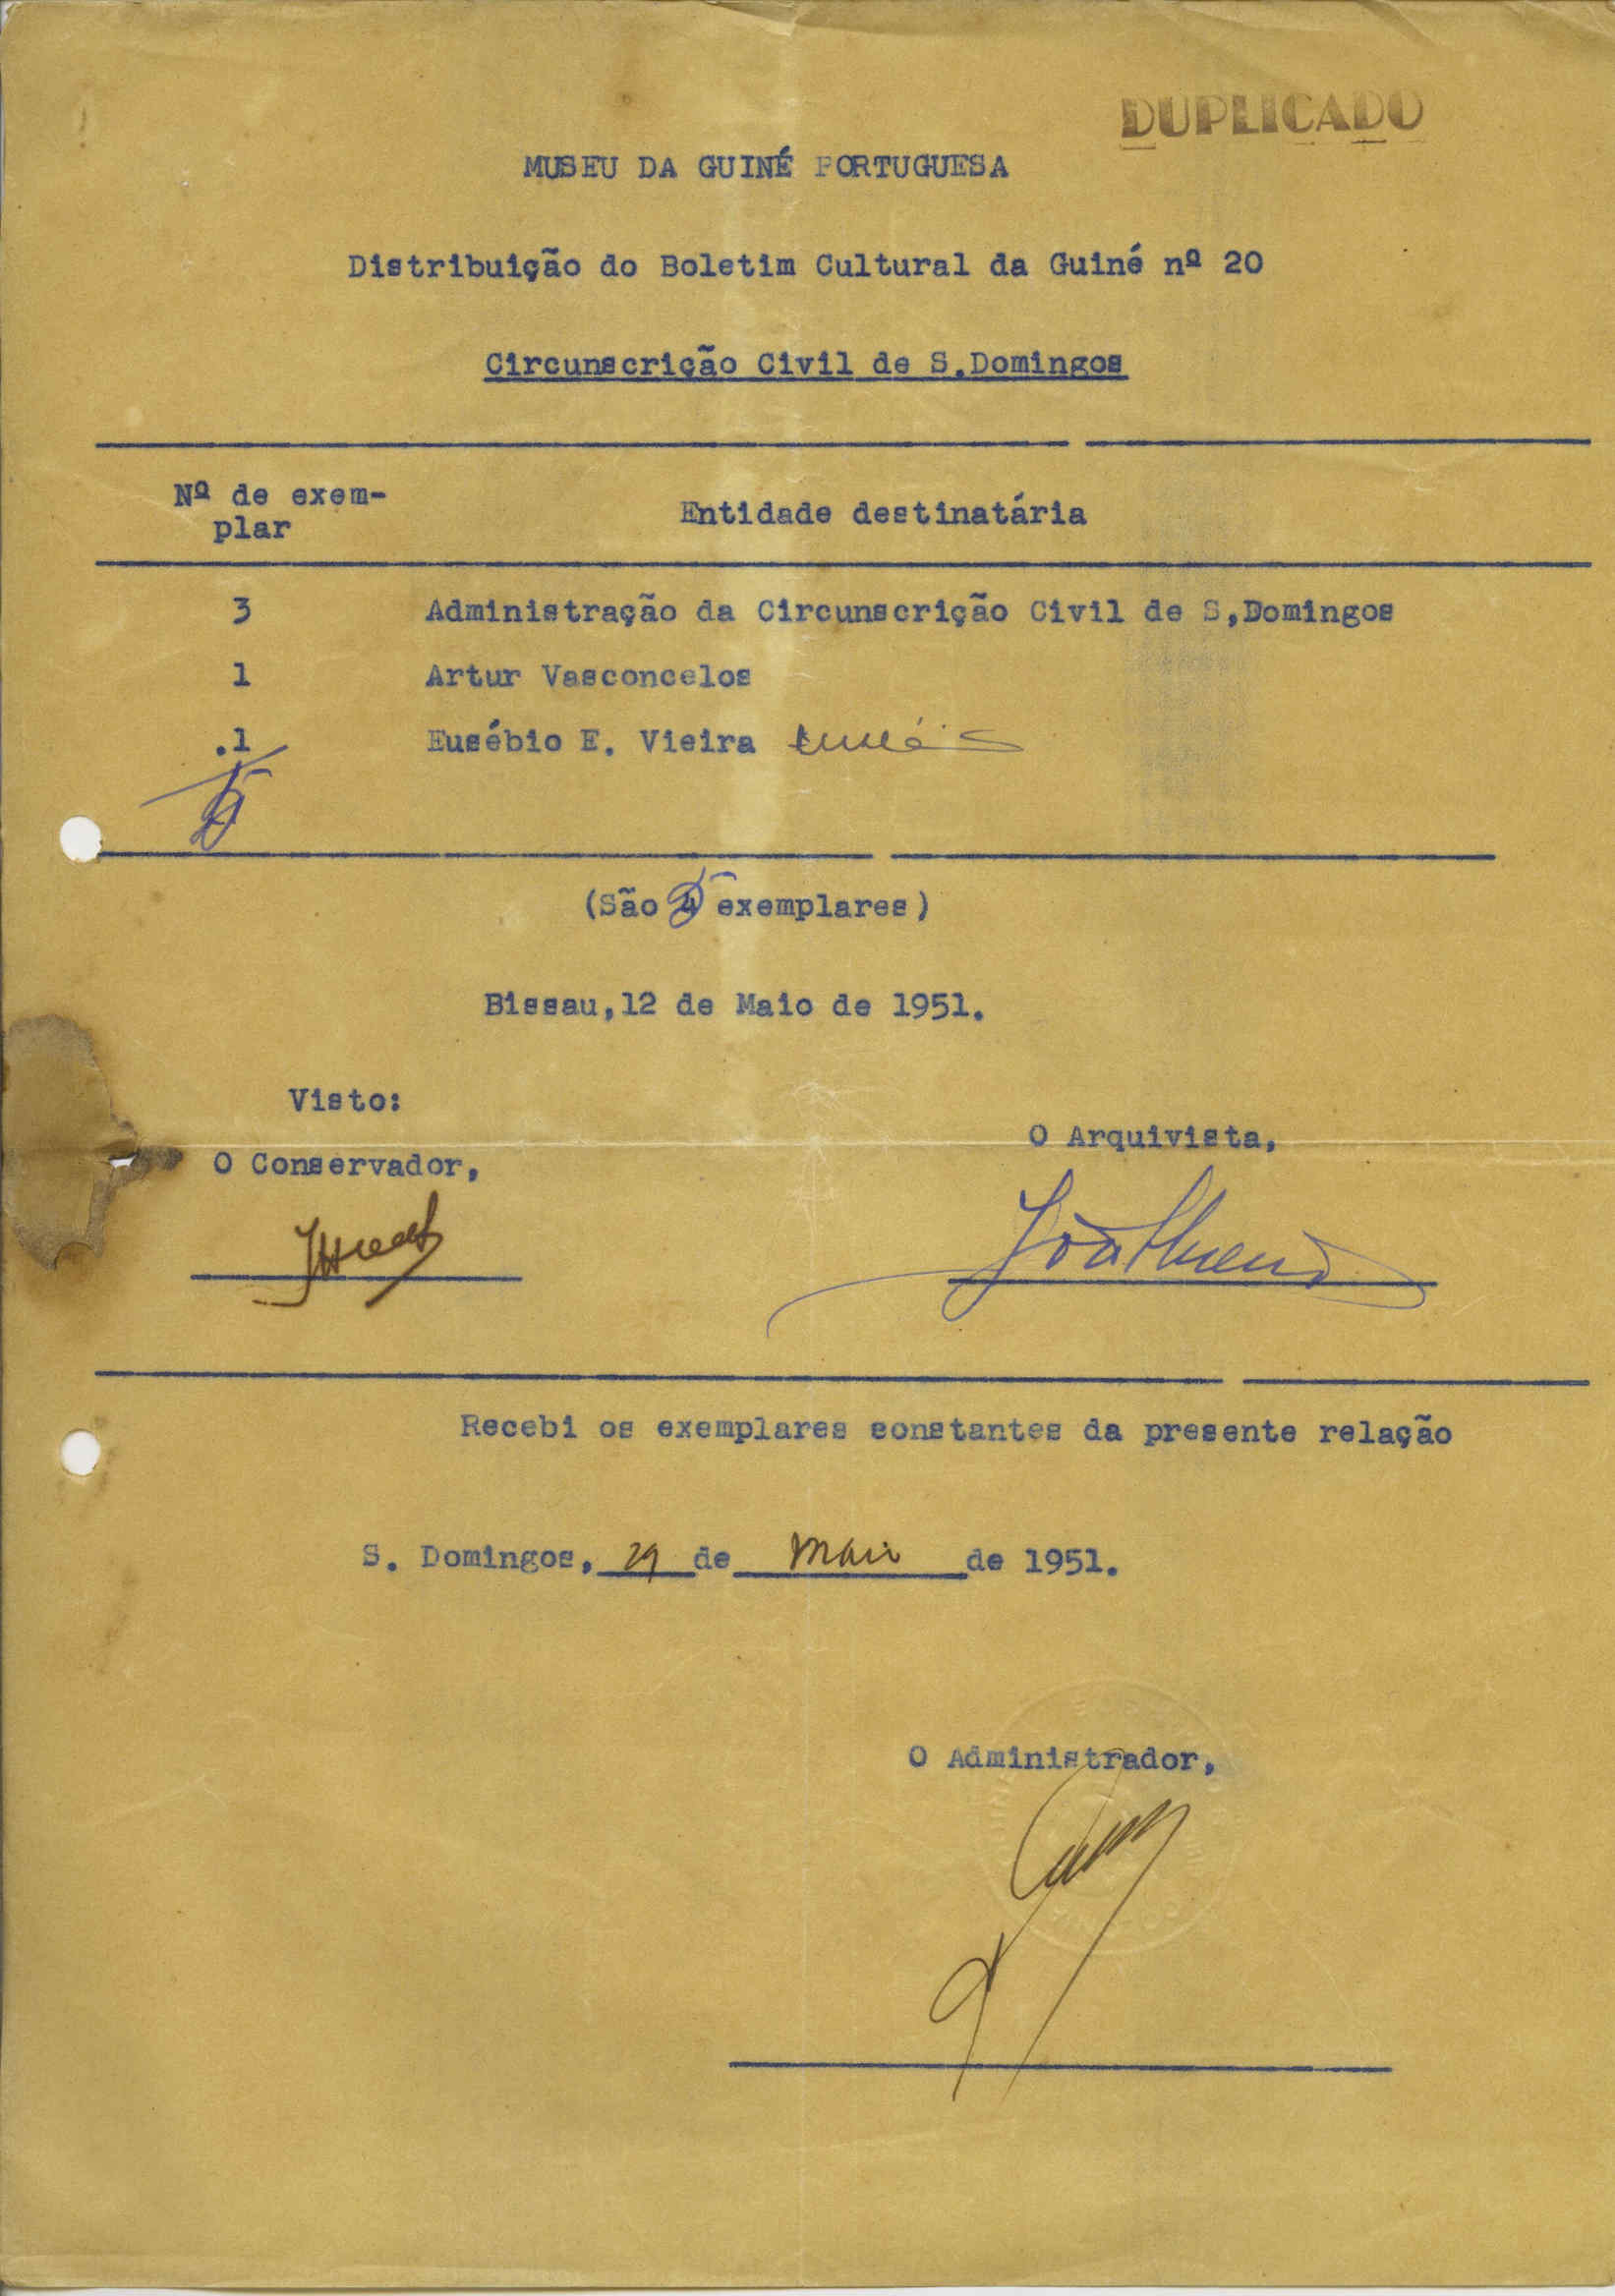 DUPLICADO
MUSEU DA GUINÉ PORTUGUESA
Distribuição do Boletim Cultural da Guiné nº 20
Circunscrição Civil de S.Domingos
Nº de exem-
plar
Entidade destinatária
3 Administração da Circunscrição Civil de S,Domingos
1 Artur Vasconcelos
.1 Eusébio E. Vieira
5
(São 5 exemplares)
Bissau,12 de Maio de 1951.
Visto:
O Arquivista,
O Conservador,
Recebi os exemplares constantes da presente relação
S. Domingos, 29 de Maio de 1951.
O Administrador,